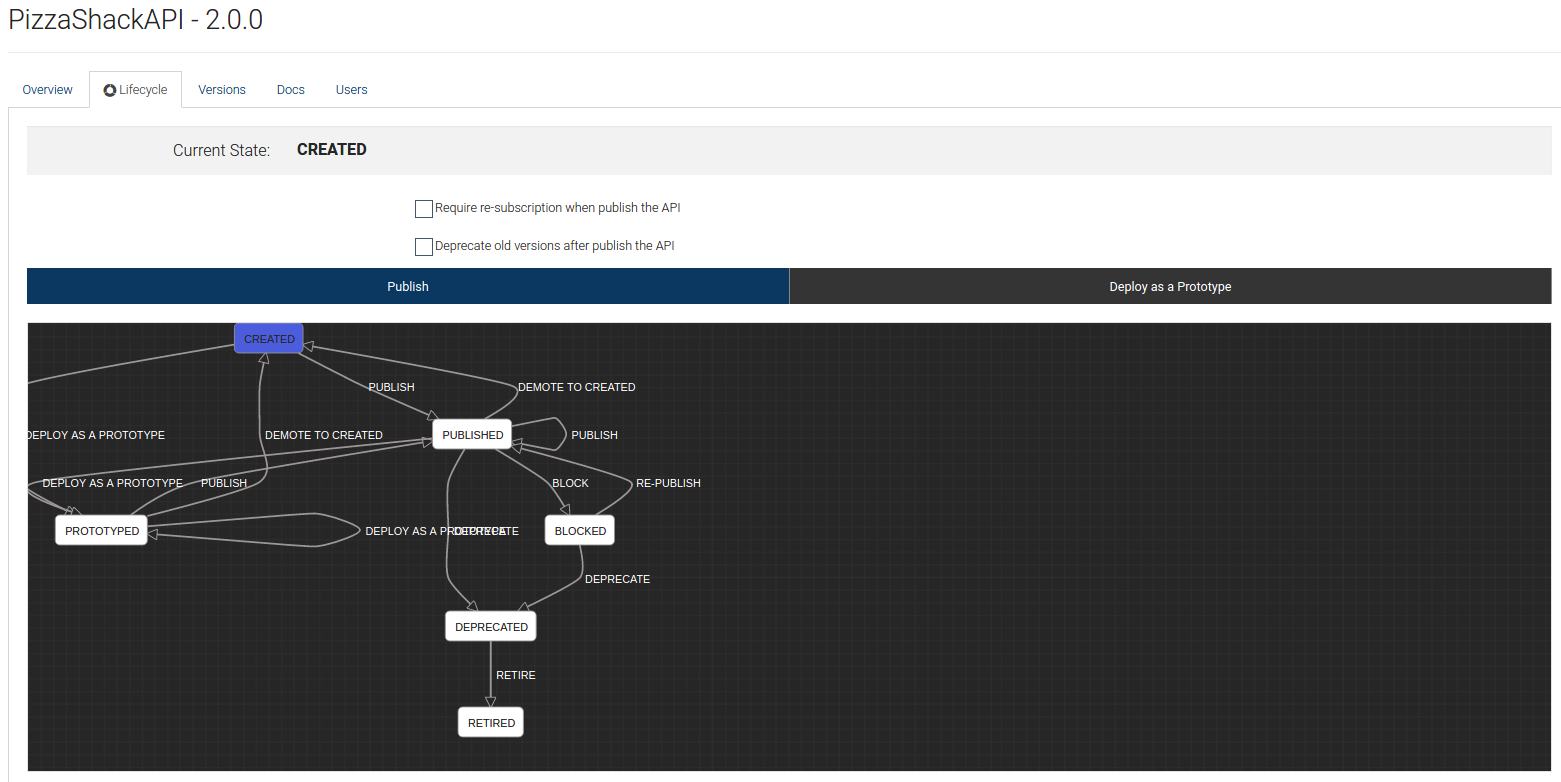 PizzaShackAPI - 2.0.0
Overview
Lifecycle
Versions
Docs
Users
Current State: CREATED
Require re-subscription when publish the API
Deprecate old versions after publish the API
Publish
Deploy as a Prototype
CREATED
PUBLISH
DEMOTE TO CREATED
DEPLOY AS A PROTOTYPE
DEMOTE TO CREATED
PUBLISHED
PUBLISH
DEPLOY AS A PROTOTYPE
PUBLISH
BLOCK
RE-PUBLISH
PROTOTYPED
DEPLOY AS A PROTOTYPE
DEPRECATE
BLOCKED
DEPRECATE
DEPRECATED
RETIRE
RETIRED